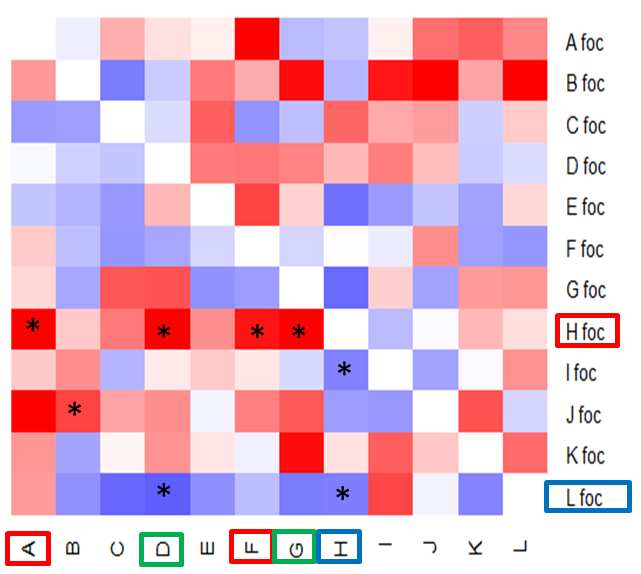 A foc
B foc
C foc
D foc
E foc
F foc
G foc
* * * * H foc
* I foc
* J foc
K foc
* * L foc
A B C D E F G H I J K L